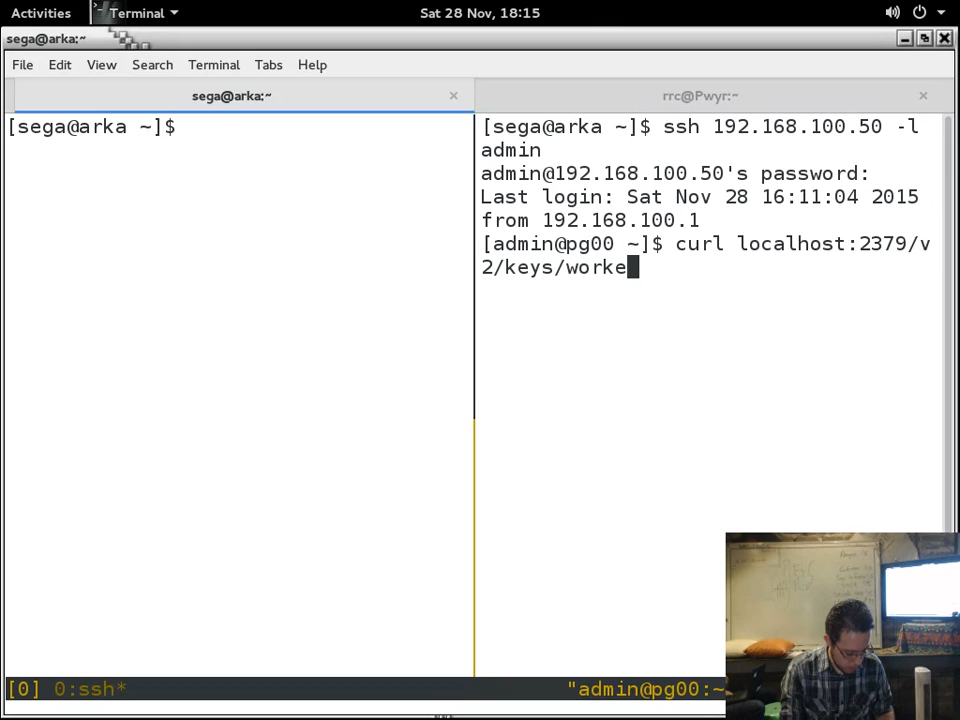 Activities Terminal Sat 28 Nov, 18:15
sega@arka:~
File Edit View Search Terminal Tabs Help
sega@arka:~ rrc@Pwyr:~
[sega@arka ~]$
[sega@arka ~]$ ssh 192.168.100.50 -l
admin
admin@192.168.100.50's password:
Last login: Sat Nov 28 16:11:04 2015
from 192.168.100.1
[admin@pg00 ~]$ curl localhost:2379/v
2/keys/worke
[0] 0:ssh* "admin@pg00:~